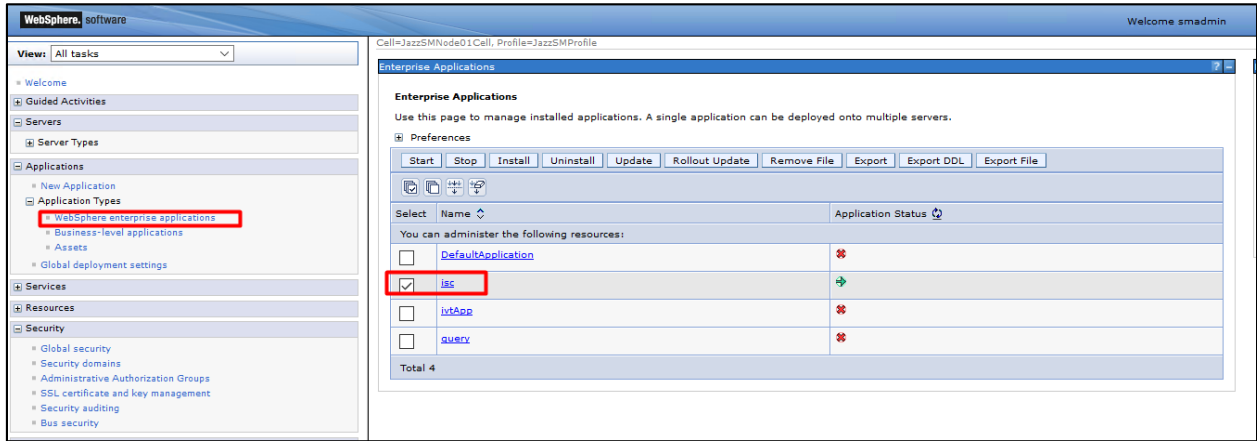 WebSphere. software
Welcome smadmin
View: All tasks
Welcome
Guided Activities
Servers
Server Types
Applications
New Application
Application Types
WebSphere enterprise applications
Business-level applications
Assets
Global deployment settings
Services
Resources
Security
Global security
Security domains
Administrative Authorization Groups
SSL certificate and key management
Security auditing
Bus security
Cell=JazzSMNode01Cell, Profile=JazzSMProfile
Enterprise Applications ? –
Enterprise Applications
Use this page to manage installed applications. A single application can be deployed onto multiple servers.
Preferences
Start Stop Install Uninstall Update Rollout Update Remove File Export Export DDL Export File
Select Name Application Status
You can administer the following resources:
DefaultApplication
isc
ivtApp
query
Total 4